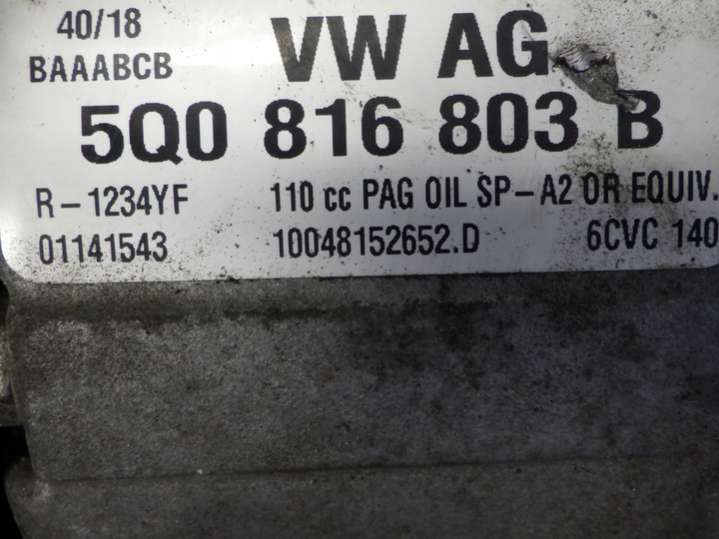 40/18 VW AG
BAAABCB
5Q0 816 803 B
R-1234YF 110 cc PAG OIL SP-A2 OR EQUIV.
01141543 10048152652.D 6CVC 140